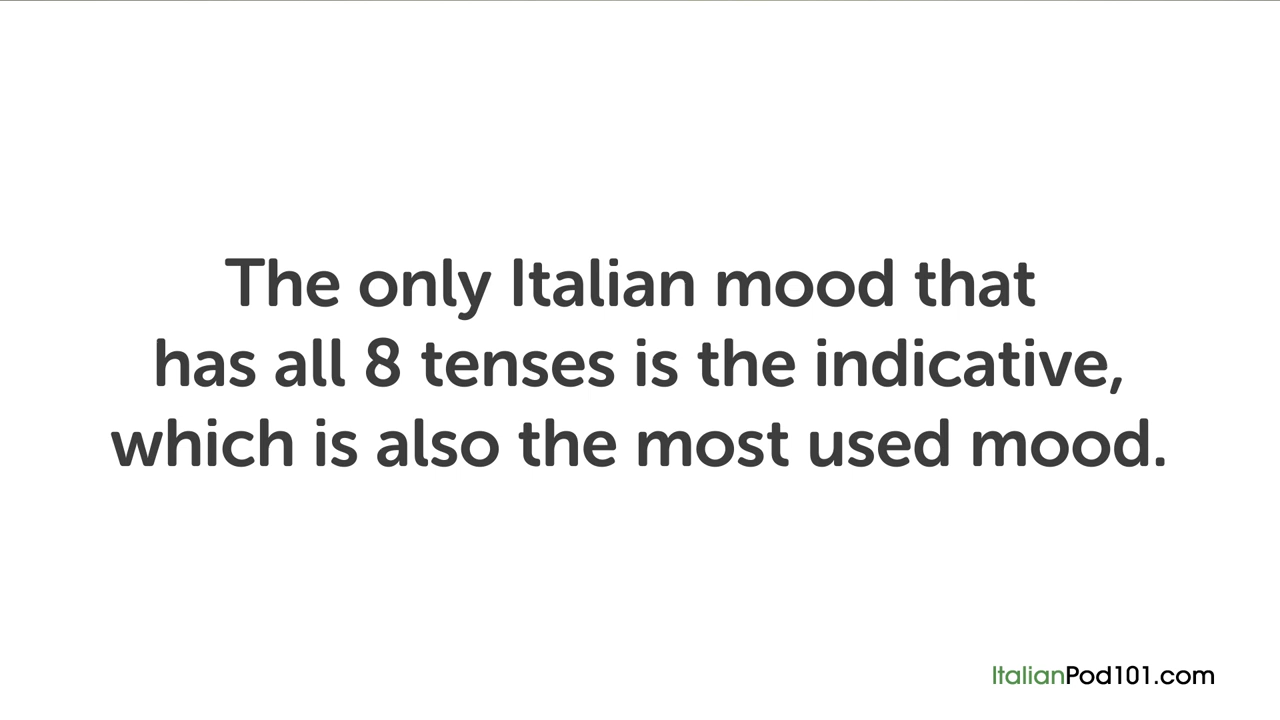 The only Italian mood that
has all 8 tenses is the indicative,
which is also the most used mood.
ItalianPod101.com